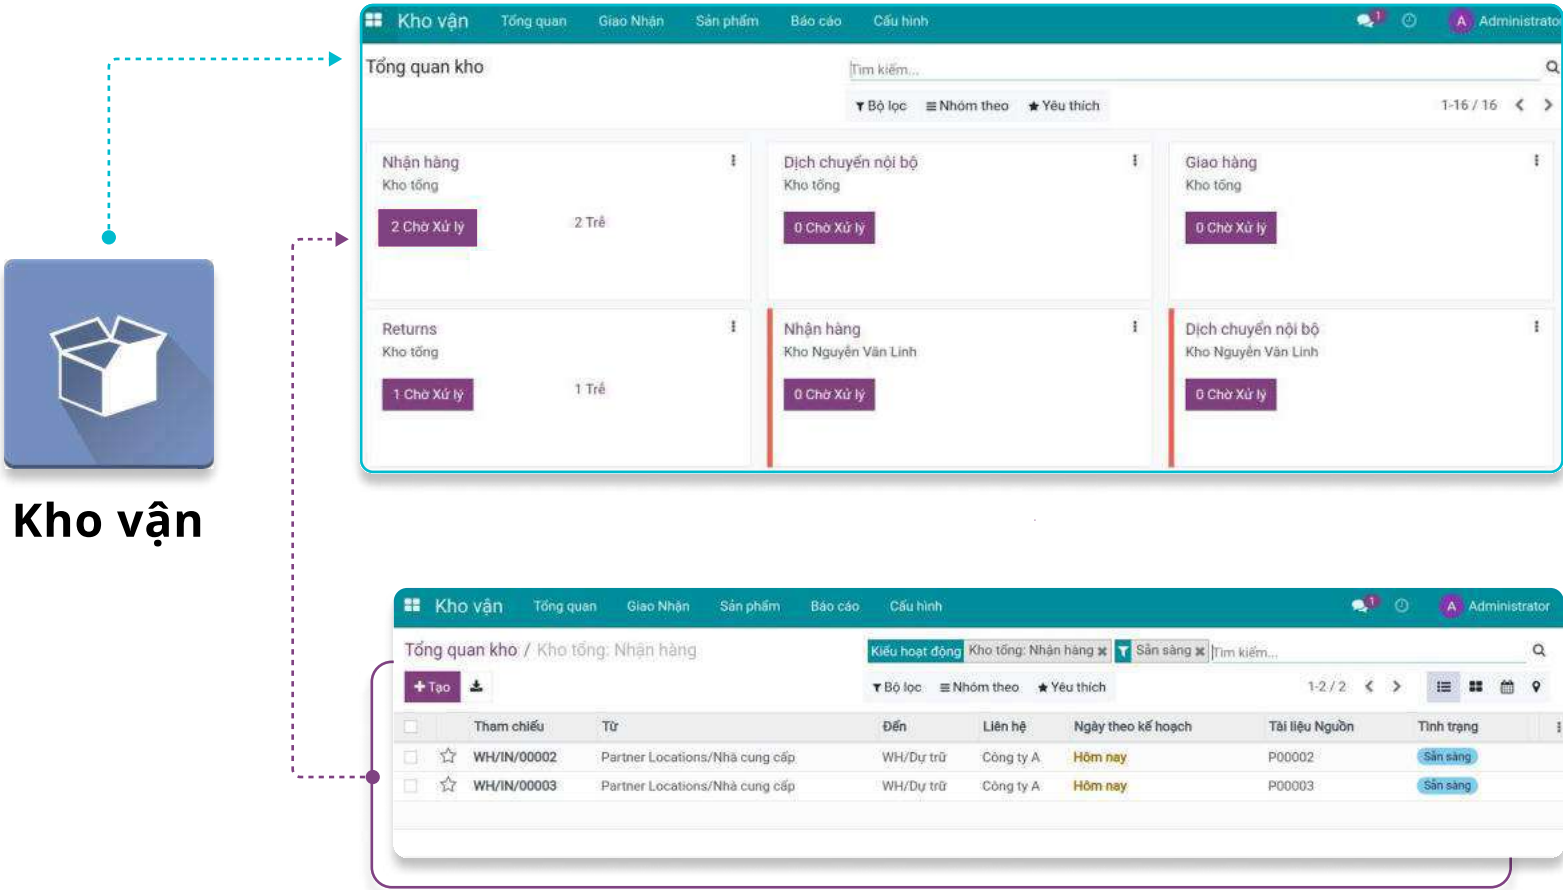 Kho vận Tổng quan Giao Nhận Sản phẩm Báo cáo Cấu hình 1 A Administrator
Tổng quan kho
Tìm kiếm...
Bộ lọc Nhóm theo Yêu thích 1-16 / 16
Nhận hàng
Kho tổng
2 Chờ Xử lý 2 Trễ
Dịch chuyển nội bộ
Kho tổng
0 Chờ Xử lý
Giao hàng
Kho tổng
0 Chờ Xử lý
Returns
Kho tổng
1 Chờ Xử lý 1 Trễ
Nhận hàng
Kho Nguyễn Văn Linh
0 Chờ Xử lý
Dịch chuyển nội bộ
Kho Nguyễn Văn Linh
0 Chờ Xử lý
Kho vận
Kho vận Tổng quan Giao Nhận Sản phẩm Báo cáo Cấu hình 1 A Administrator
Tổng quan kho / Kho tổng: Nhận hàng
Kiểu hoạt động Kho tổng: Nhận hàng Sẵn sàng Tìm kiếm...
Tạo
Bộ lọc Nhóm theo Yêu thích 1-2 / 2
Tham chiếu Từ Đến Liên hệ Ngày theo kế hoạch Tài liệu Nguồn Tình trạng
WH/IN/00002 Partner Locations/Nhà cung cấp WH/Dự trữ Công ty A Hôm nay P00002 Sẵn sàng
WH/IN/00003 Partner Locations/Nhà cung cấp WH/Dự trữ Công ty A Hôm nay P00003 Sẵn sàng